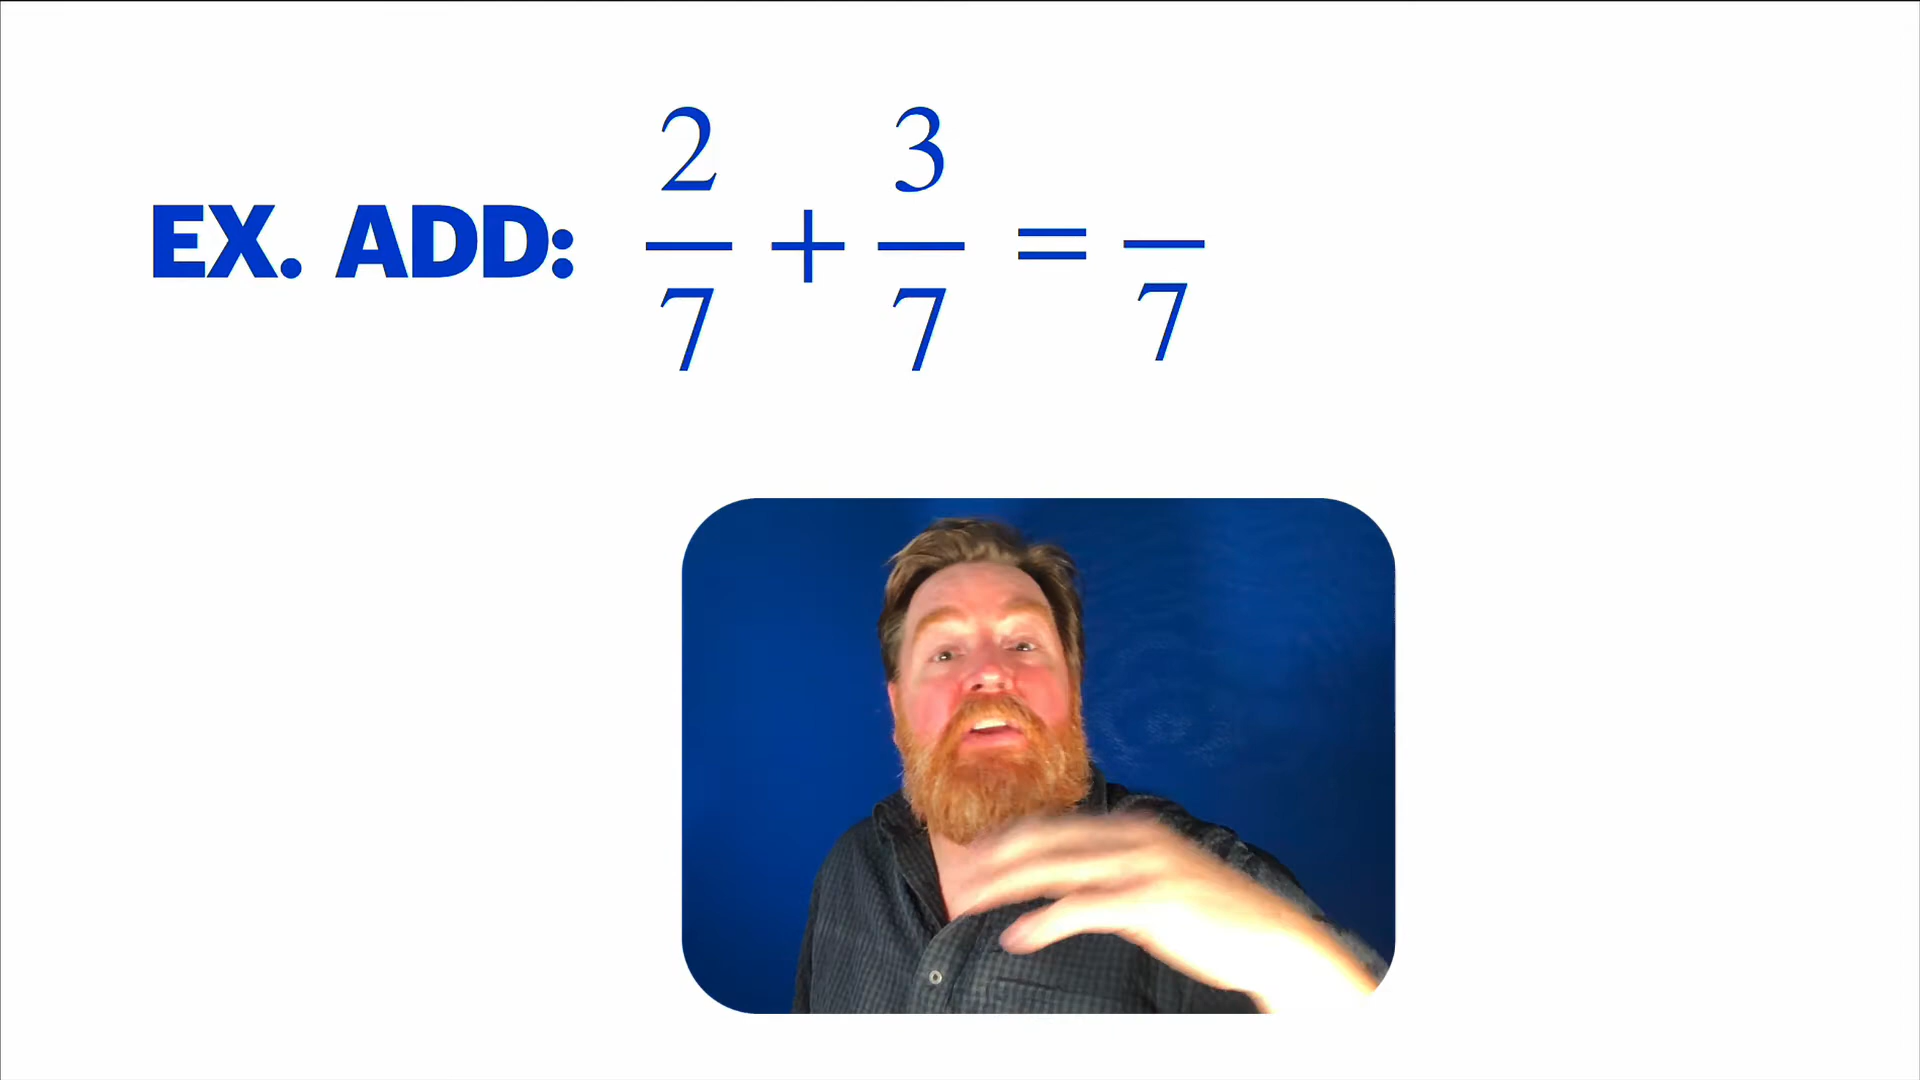 EX. ADD: 2/7 + 3/7 = /7